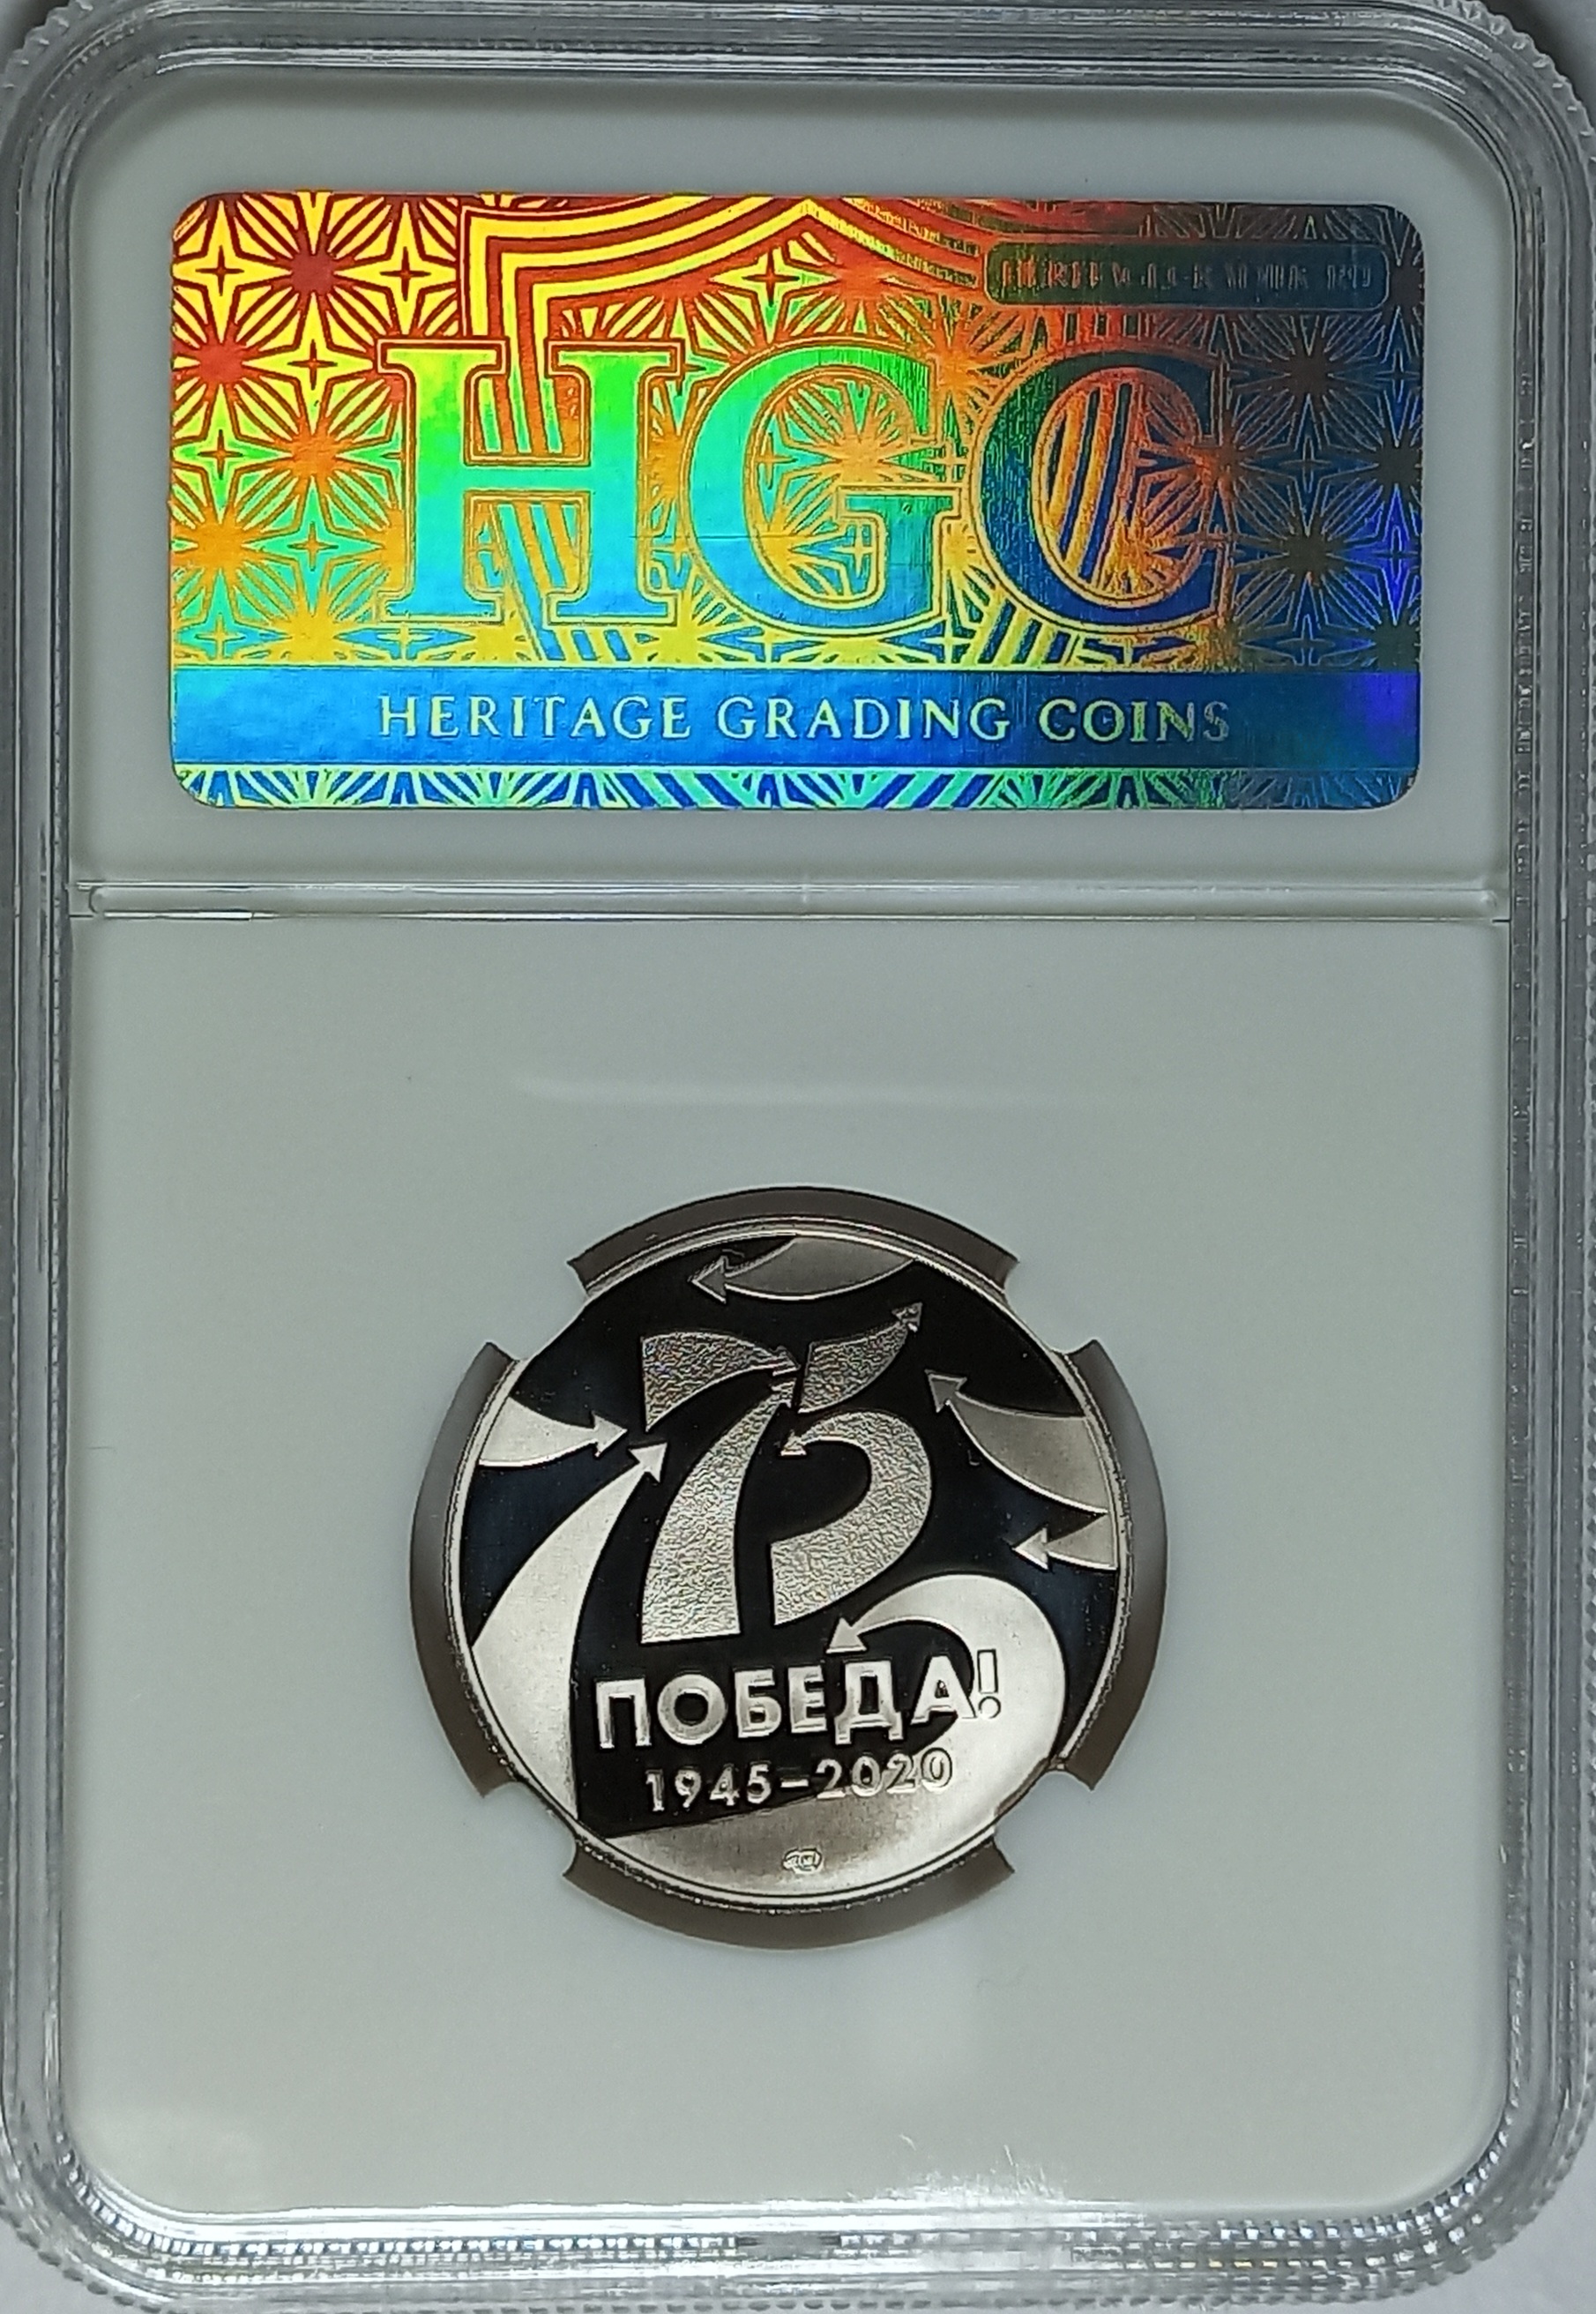 HGC
HERITAGE GRADING COINS
75
ПОБЕДА!
1945–2020